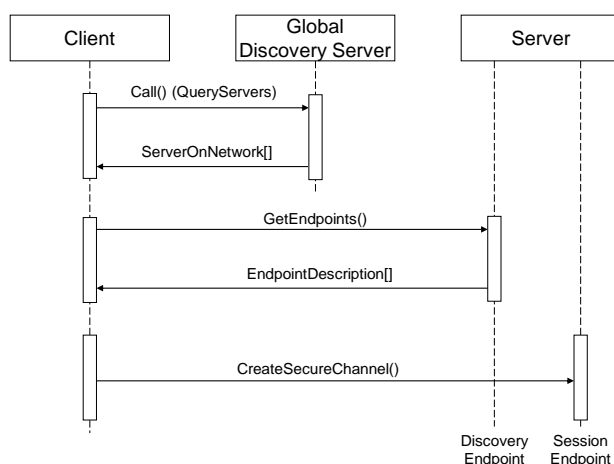 Client
Global
Discovery Server
Server
Call() (QueryServers)
ServerOnNetwork[]
GetEndpoints()
EndpointDescription[]
CreateSecureChannel()
Discovery
Endpoint
Session
Endpoint